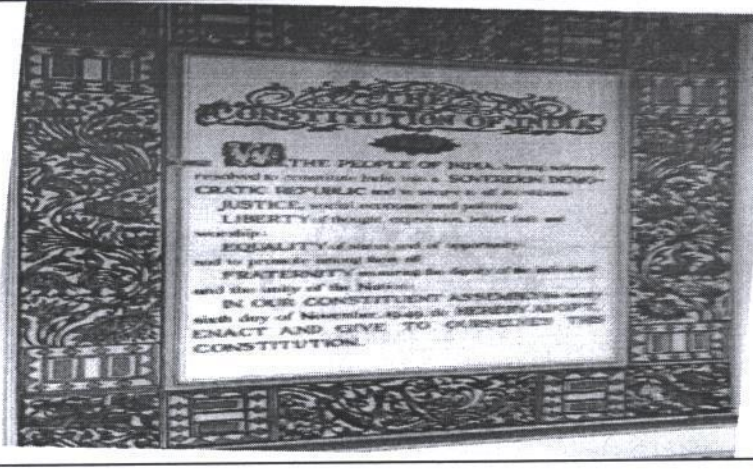 THE
CONSTITUTION OF INDIA
WE, THE PEOPLE OF INDIA, having solemnly
resolved to constitute India into a SOVEREIGN DEMO-
CRATIC REPUBLIC and to secure to all its citizens:
JUSTICE, social, economic and political;
LIBERTY of thought, expression, belief, faith and
worship;
EQUALITY of status and of opportunity;
and to promote among them all
FRATERNITY assuring the dignity of the individual
and the unity of the Nation;
IN OUR CONSTITUENT ASSEMBLY this twenty-
sixth day of November, 1949, do HEREBY ADOPT,
ENACT AND GIVE TO OURSELVES THIS
CONSTITUTION.